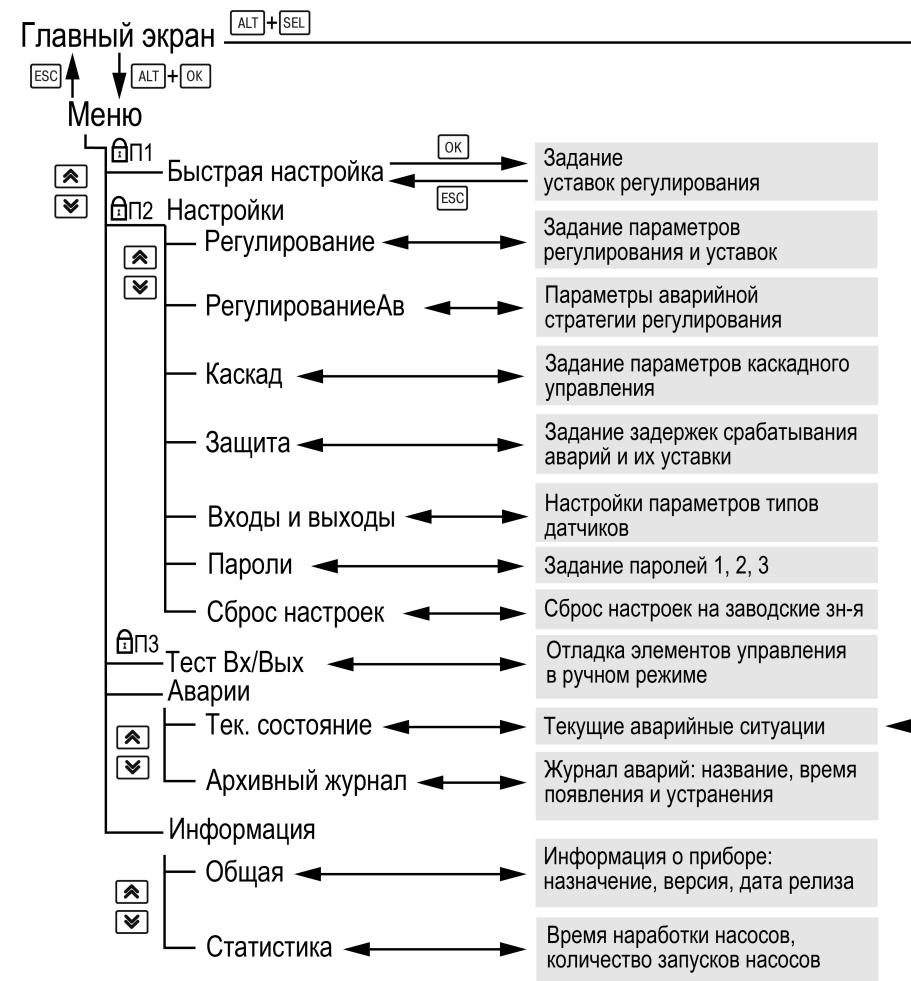 ALT + SEL
Главный экран
ESC ALT + OK
Меню
П1
Быстрая настройка
OK
ESC
Задание
уставок регулирования
П2 Настройки
Регулирование
Задание параметров
регулирования и уставок
РегулированиеАв
Параметры аварийной
стратегии регулирования
Каскад
Задание параметров каскадного
управления
Защита
Задание задержек срабатывания
аварий и их уставки
Входы и выходы
Настройки параметров типов
датчиков
Пароли
Задание паролей 1, 2, 3
Сброс настроек
Сброс настроек на заводские зн-я
П3
Тест Вх/Вых
Отладка элементов управления
в ручном режиме
Аварии
Тек. состояние
Текущие аварийные ситуации
Архивный журнал
Журнал аварий: название, время
появления и устранения
Информация
Общая
Информация о приборе:
назначение, версия, дата релиза
Статистика
Время наработки насосов,
количество запусков насосов